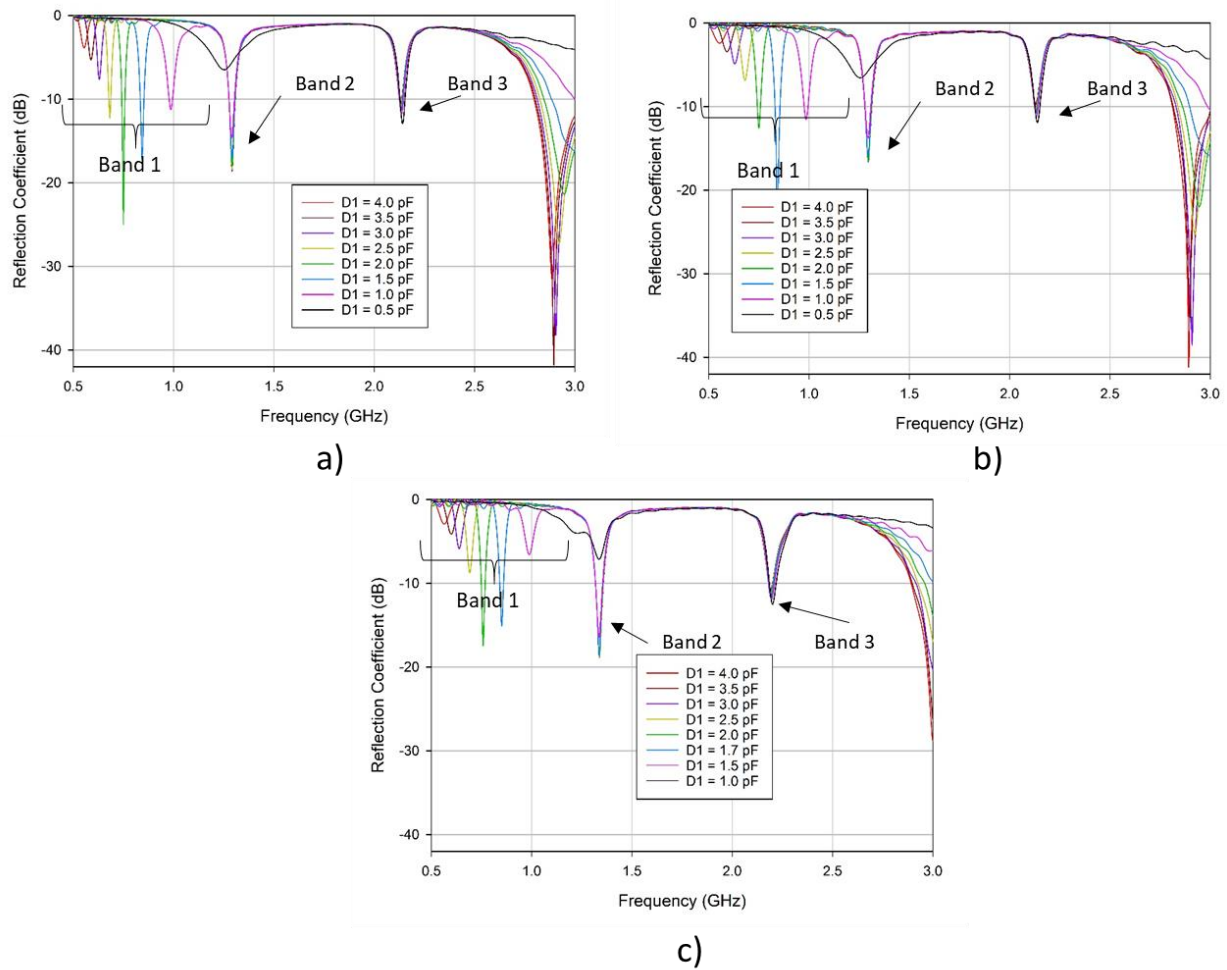 a)
Reflection Coefficient (dB)
0
-10
-20
-30
-40
0.5 1.0 1.5 2.0 2.5 3.0
Frequency (GHz)
Band 1
Band 2
Band 3
D1 = 4.0 pF
D1 = 3.5 pF
D1 = 3.0 pF
D1 = 2.5 pF
D1 = 2.0 pF
D1 = 1.5 pF
D1 = 1.0 pF
D1 = 0.5 pF
b)
Reflection Coefficient (dB)
0
-10
-20
-30
-40
0.5 1.0 1.5 2.0 2.5 3.0
Frequency (GHz)
Band 1
Band 2
Band 3
D1 = 4.0 pF
D1 = 3.5 pF
D1 = 3.0 pF
D1 = 2.5 pF
D1 = 2.0 pF
D1 = 1.5 pF
D1 = 1.0 pF
D1 = 0.5 pF
a)
b)
Reflection Coefficient (dB)
0
-10
-20
-30
-40
0.5 1.0 1.5 2.0 2.5 3.0
Frequency (GHz)
Band 1
Band 2
Band 3
D1 = 4.0 pF
D1 = 3.5 pF
D1 = 3.0 pF
D1 = 2.5 pF
D1 = 2.0 pF
D1 = 1.7 pF
D1 = 1.5 pF
D1 = 1.0 pF
c)